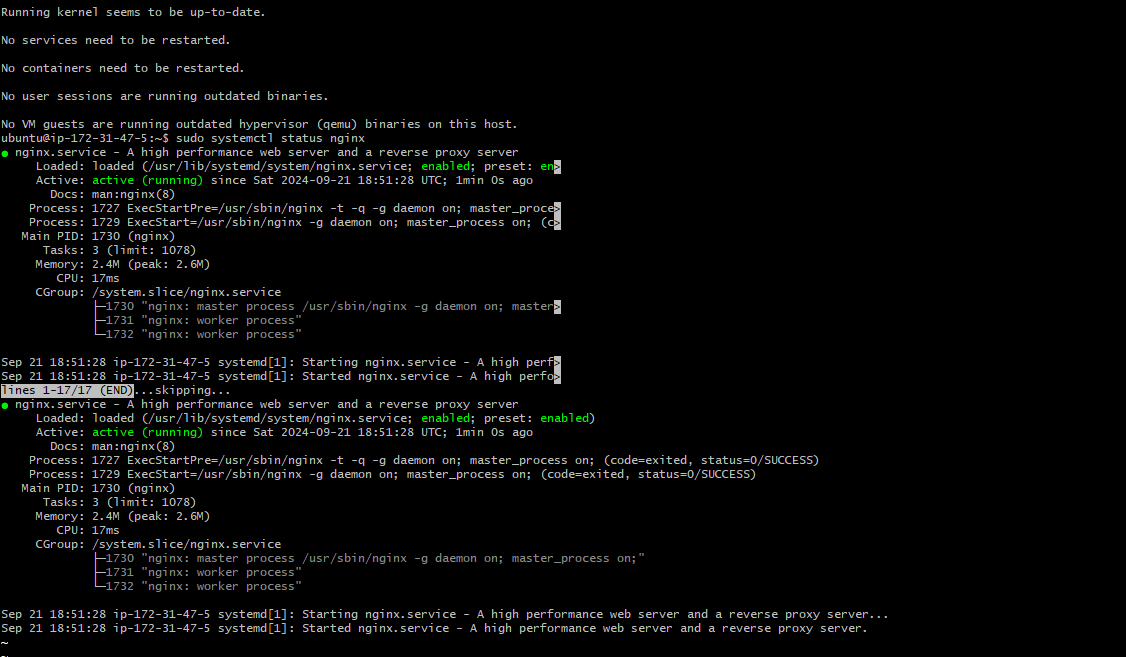 Running kernel seems to be up-to-date.
No services need to be restarted.
No containers need to be restarted.
No user sessions are running outdated binaries.
No VM guests are running outdated hypervisor (qemu) binaries on this host.
ubuntu@ip-172-31-47-5:~$ sudo systemctl status nginx
● nginx.service - A high performance web server and a reverse proxy server
     Loaded: loaded (/usr/lib/systemd/system/nginx.service; enabled; preset: en>
     Active: active (running) since Sat 2024-09-21 18:51:28 UTC; 1min 0s ago
       Docs: man:nginx(8)
    Process: 1727 ExecStartPre=/usr/sbin/nginx -t -q -g daemon on; master_proce>
    Process: 1729 ExecStart=/usr/sbin/nginx -g daemon on; master_process on; (c>
   Main PID: 1730 (nginx)
      Tasks: 3 (limit: 1078)
     Memory: 2.4M (peak: 2.6M)
        CPU: 17ms
     CGroup: /system.slice/nginx.service
             ├─1730 "nginx: master process /usr/sbin/nginx -g daemon on; master>
             ├─1731 "nginx: worker process"
             └─1732 "nginx: worker process"
Sep 21 18:51:28 ip-172-31-47-5 systemd[1]: Starting nginx.service - A high perf>
Sep 21 18:51:28 ip-172-31-47-5 systemd[1]: Started nginx.service - A high perfo>
lines 1-17/17 (END)...skipping...
● nginx.service - A high performance web server and a reverse proxy server
     Loaded: loaded (/usr/lib/systemd/system/nginx.service; enabled; preset: enabled)
     Active: active (running) since Sat 2024-09-21 18:51:28 UTC; 1min 0s ago
       Docs: man:nginx(8)
    Process: 1727 ExecStartPre=/usr/sbin/nginx -t -q -g daemon on; master_process on; (code=exited, status=0/SUCCESS)
    Process: 1729 ExecStart=/usr/sbin/nginx -g daemon on; master_process on; (code=exited, status=0/SUCCESS)
   Main PID: 1730 (nginx)
      Tasks: 3 (limit: 1078)
     Memory: 2.4M (peak: 2.6M)
        CPU: 17ms
     CGroup: /system.slice/nginx.service
             ├─1730 "nginx: master process /usr/sbin/nginx -g daemon on; master_process on;"
             ├─1731 "nginx: worker process"
             └─1732 "nginx: worker process"
Sep 21 18:51:28 ip-172-31-47-5 systemd[1]: Starting nginx.service - A high performance web server and a reverse proxy server...
Sep 21 18:51:28 ip-172-31-47-5 systemd[1]: Started nginx.service - A high performance web server and a reverse proxy server.
~
~